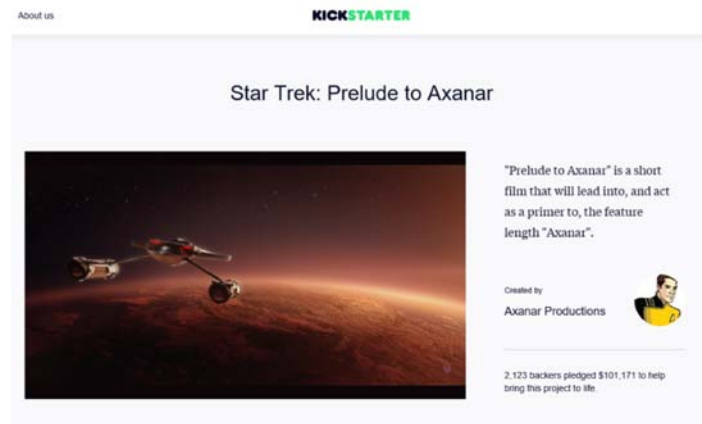 About us
KICKSTARTER
Star Trek: Prelude to Axanar
"Prelude to Axanar" is a short
film that will lead into, and act
as a primer to, the feature
length "Axanar".
Created by
Axanar Productions
2,123 backers pledged $101,171 to help
bring this project to life.